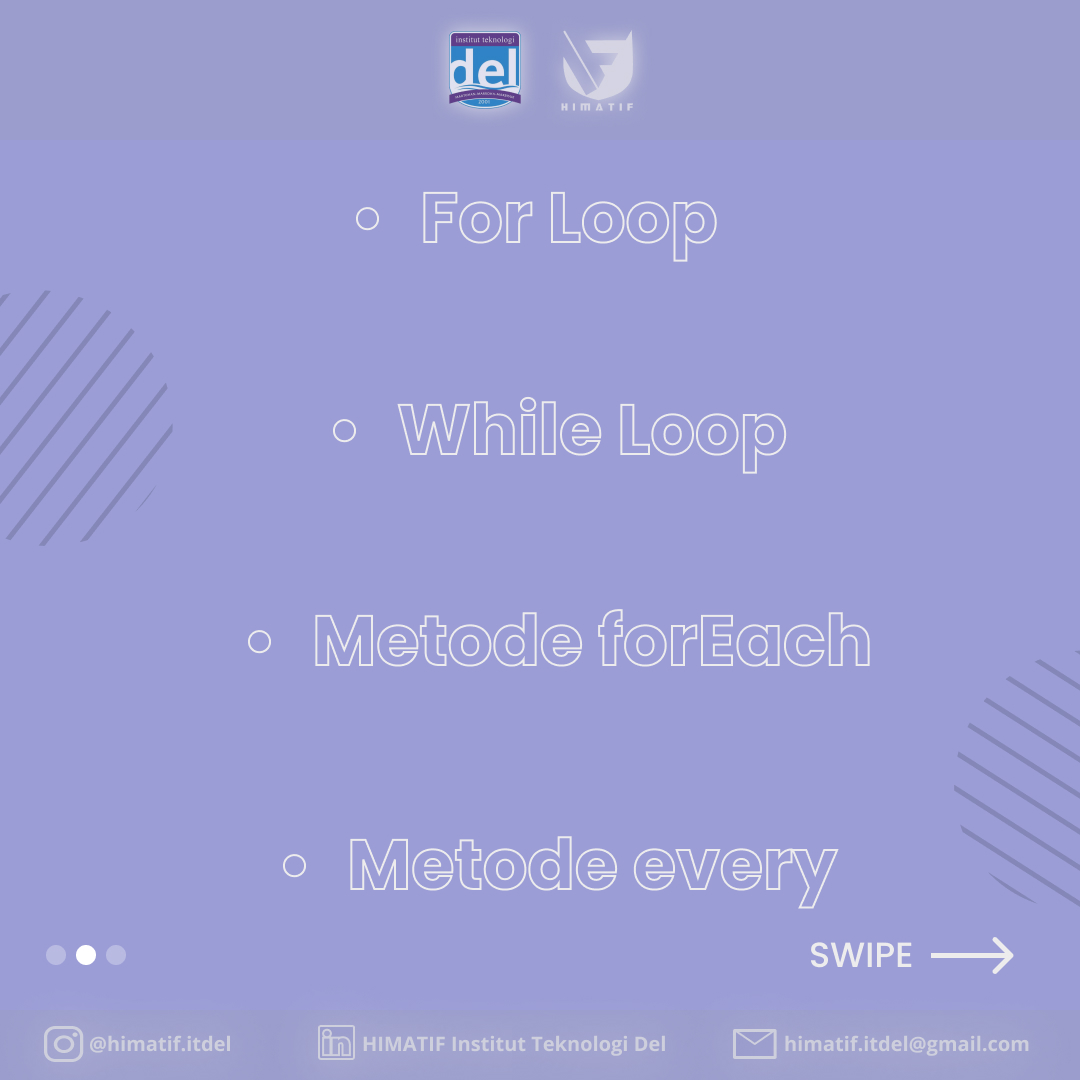 institut teknologi
del
2001
HIMATIF
• For Loop
• While Loop
• Metode forEach
• Metode every
SWIPE
@himatif.itdel
HIMATIF Institut Teknologi Del
himatif.itdel@gmail.com